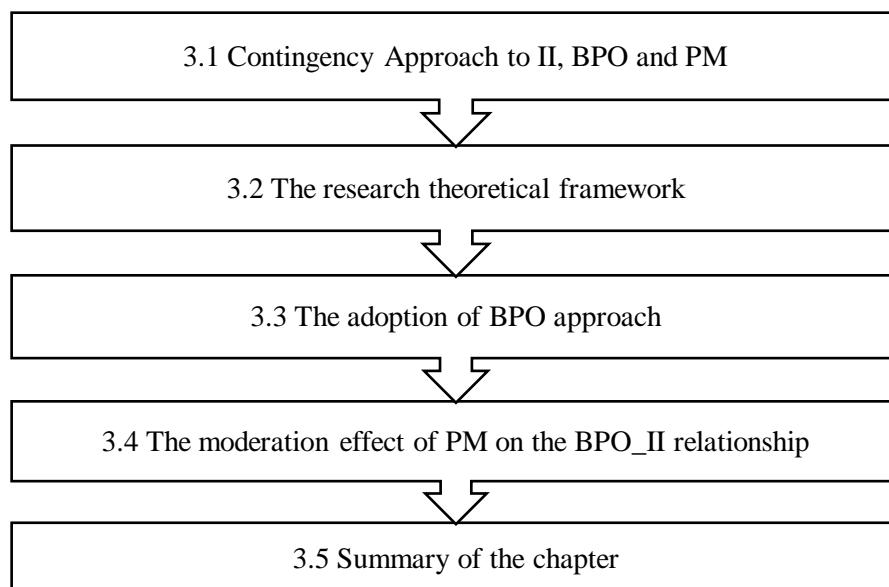 3.1 Contingency Approach to II, BPO and PM
3.2 The research theoretical framework
3.3 The adoption of BPO approach
3.4 The moderation effect of PM on the BPO_II relationship
3.5 Summary of the chapter